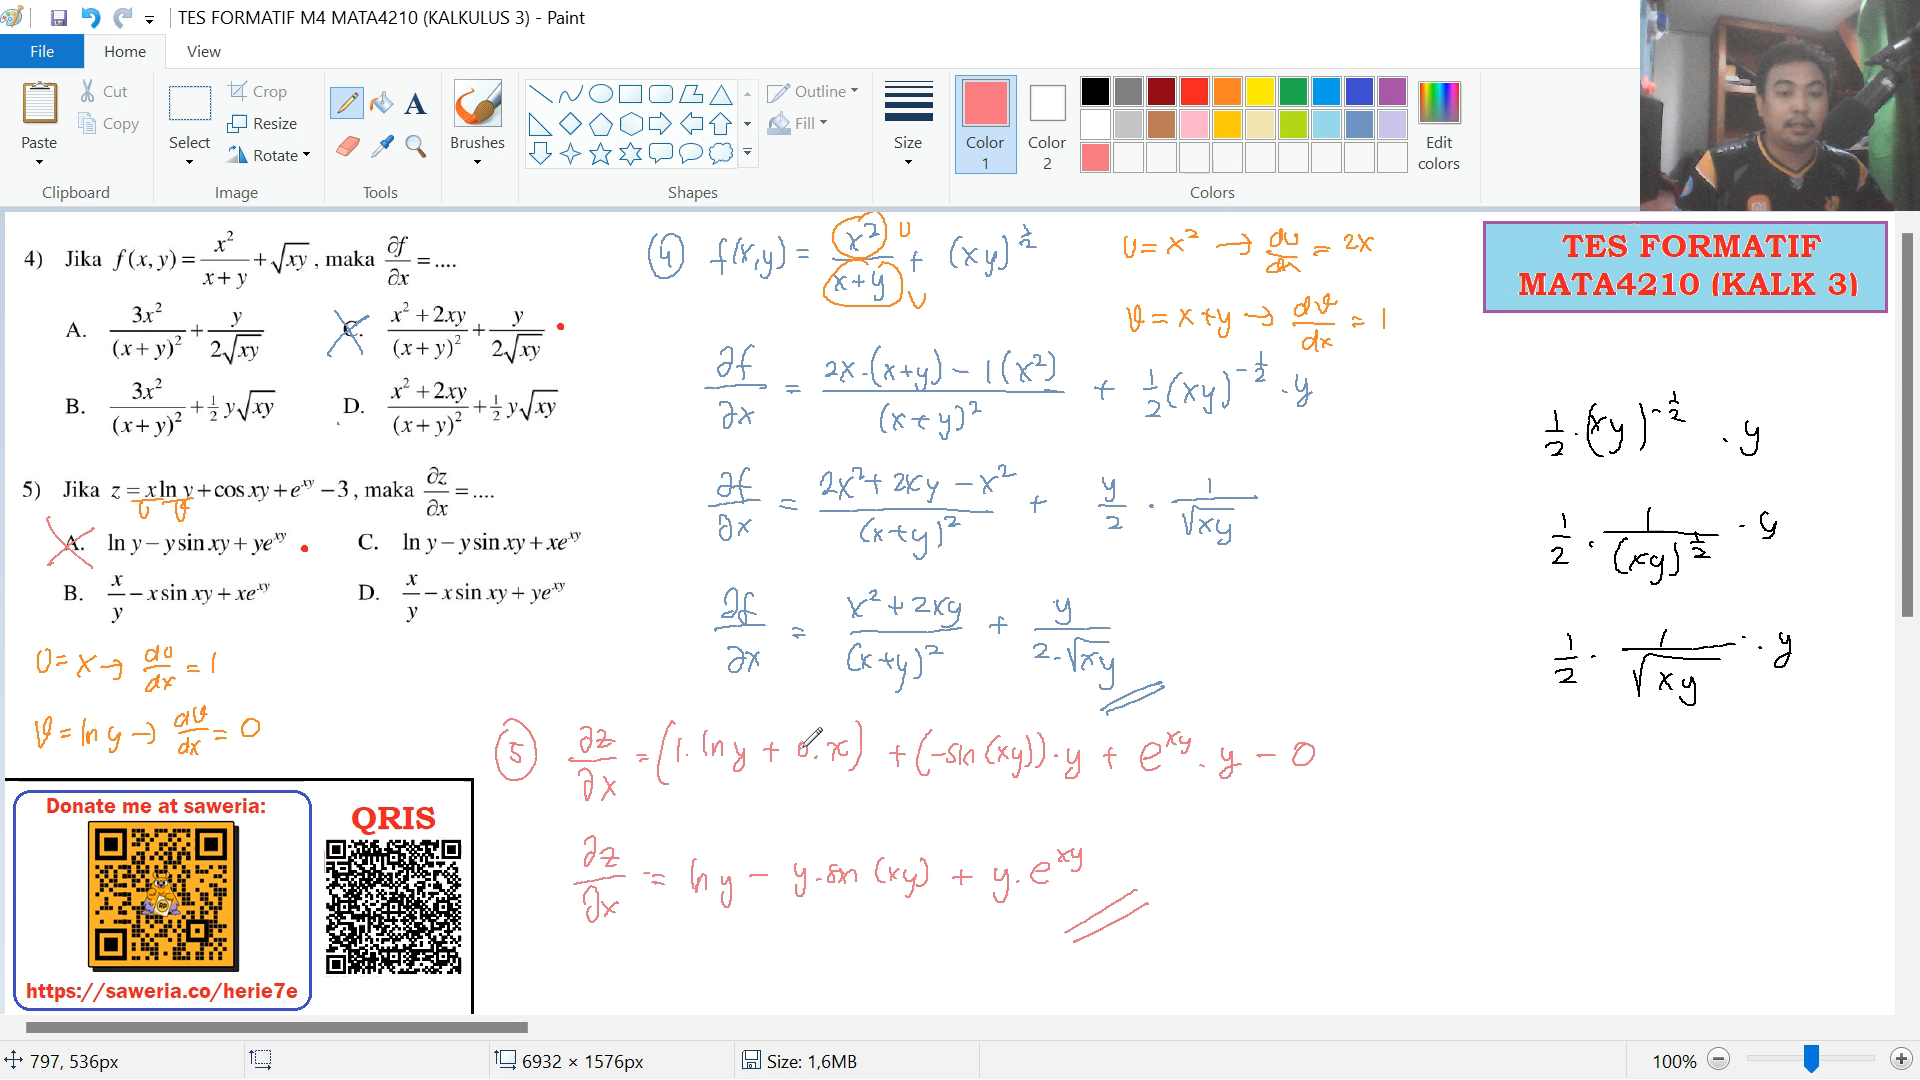 TES FORMATIF M4 MATA4210 (KALKULUS 3) - Paint
File Home View
Paste
Cut
Copy
Clipboard
Select
Crop
Resize
Rotate
Image
Tools
Brushes
Shapes
Outline
Fill
Size
Color 1
Color 2
Edit colors
Colors
TES FORMATIF
MATA4210 (KALK 3)
4) Jika f(x, y) = x²/(x + y) + √xy, maka ∂f/∂x = ....
A. 3x²/(x + y)² + y/(2√xy)
C. x² + 2xy/(x + y)² + y/(2√xy)
B. 3x²/(x + y)² + ½ y√xy
D. x² + 2xy/(x + y)² + ½ y√xy
5) Jika z = x ln y + cos xy + e^xy − 3, maka ∂z/∂x = ....
U V
A. ln y − y sin xy + ye^xy
C. ln y − y sin xy + xe^xy
B. x/y − x sin xy + xe^xy
D. x/y − x sin xy + ye^xy
U = x → du/dx = 1
V = ln y → dv/dx = 0
④ f(x,y) = x²/(x+y) + (xy)^½
U
V
U = x² → du/dx = 2x
V = x+y → dv/dx = 1
∂f/∂x = 2x·(x+y) − 1(x²)/(x+y)² + ½(xy)^−½ · y
∂f/∂x = 2x² + 2xy − x²/(x+y)² + y/2 · 1/√xy
∂f/∂x = x² + 2xy/(x+y)² + y/(2·√xy)
½·(xy)^−½ · y
½ · 1/(xy)^½ · y
½ · 1/√xy · y
⑤ ∂z/∂x = (1·ln y + 0·x) + (−sin(xy))·y + e^xy · y − 0
∂z/∂x = ln y − y·sin(xy) + y·e^xy
Donate me at saweria:
https://saweria.co/herie7e
QRIS
797, 536px
6932 × 1576px
Size: 1,6MB
100%